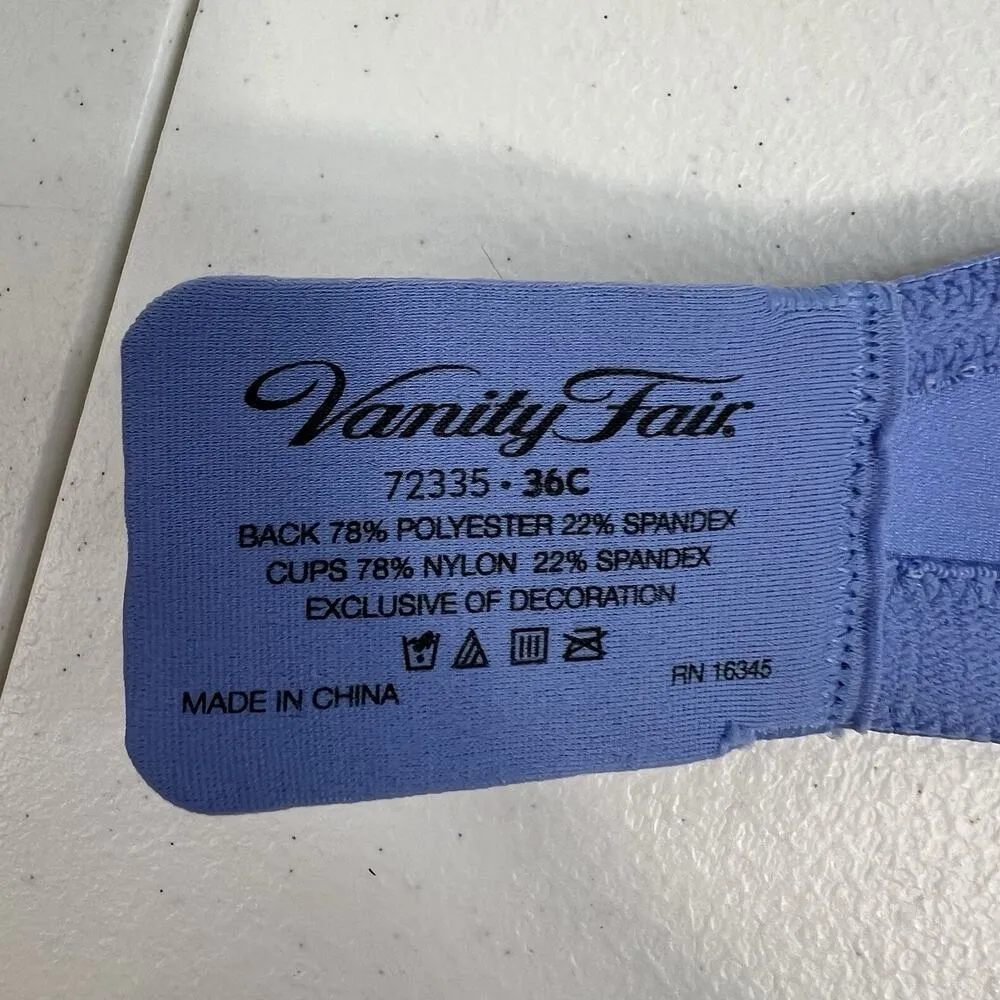 Vanity Fair
72335 · 36C
BACK 78% POLYESTER 22% SPANDEX
CUPS 78% NYLON 22% SPANDEX
EXCLUSIVE OF DECORATION
RN 16345
MADE IN CHINA